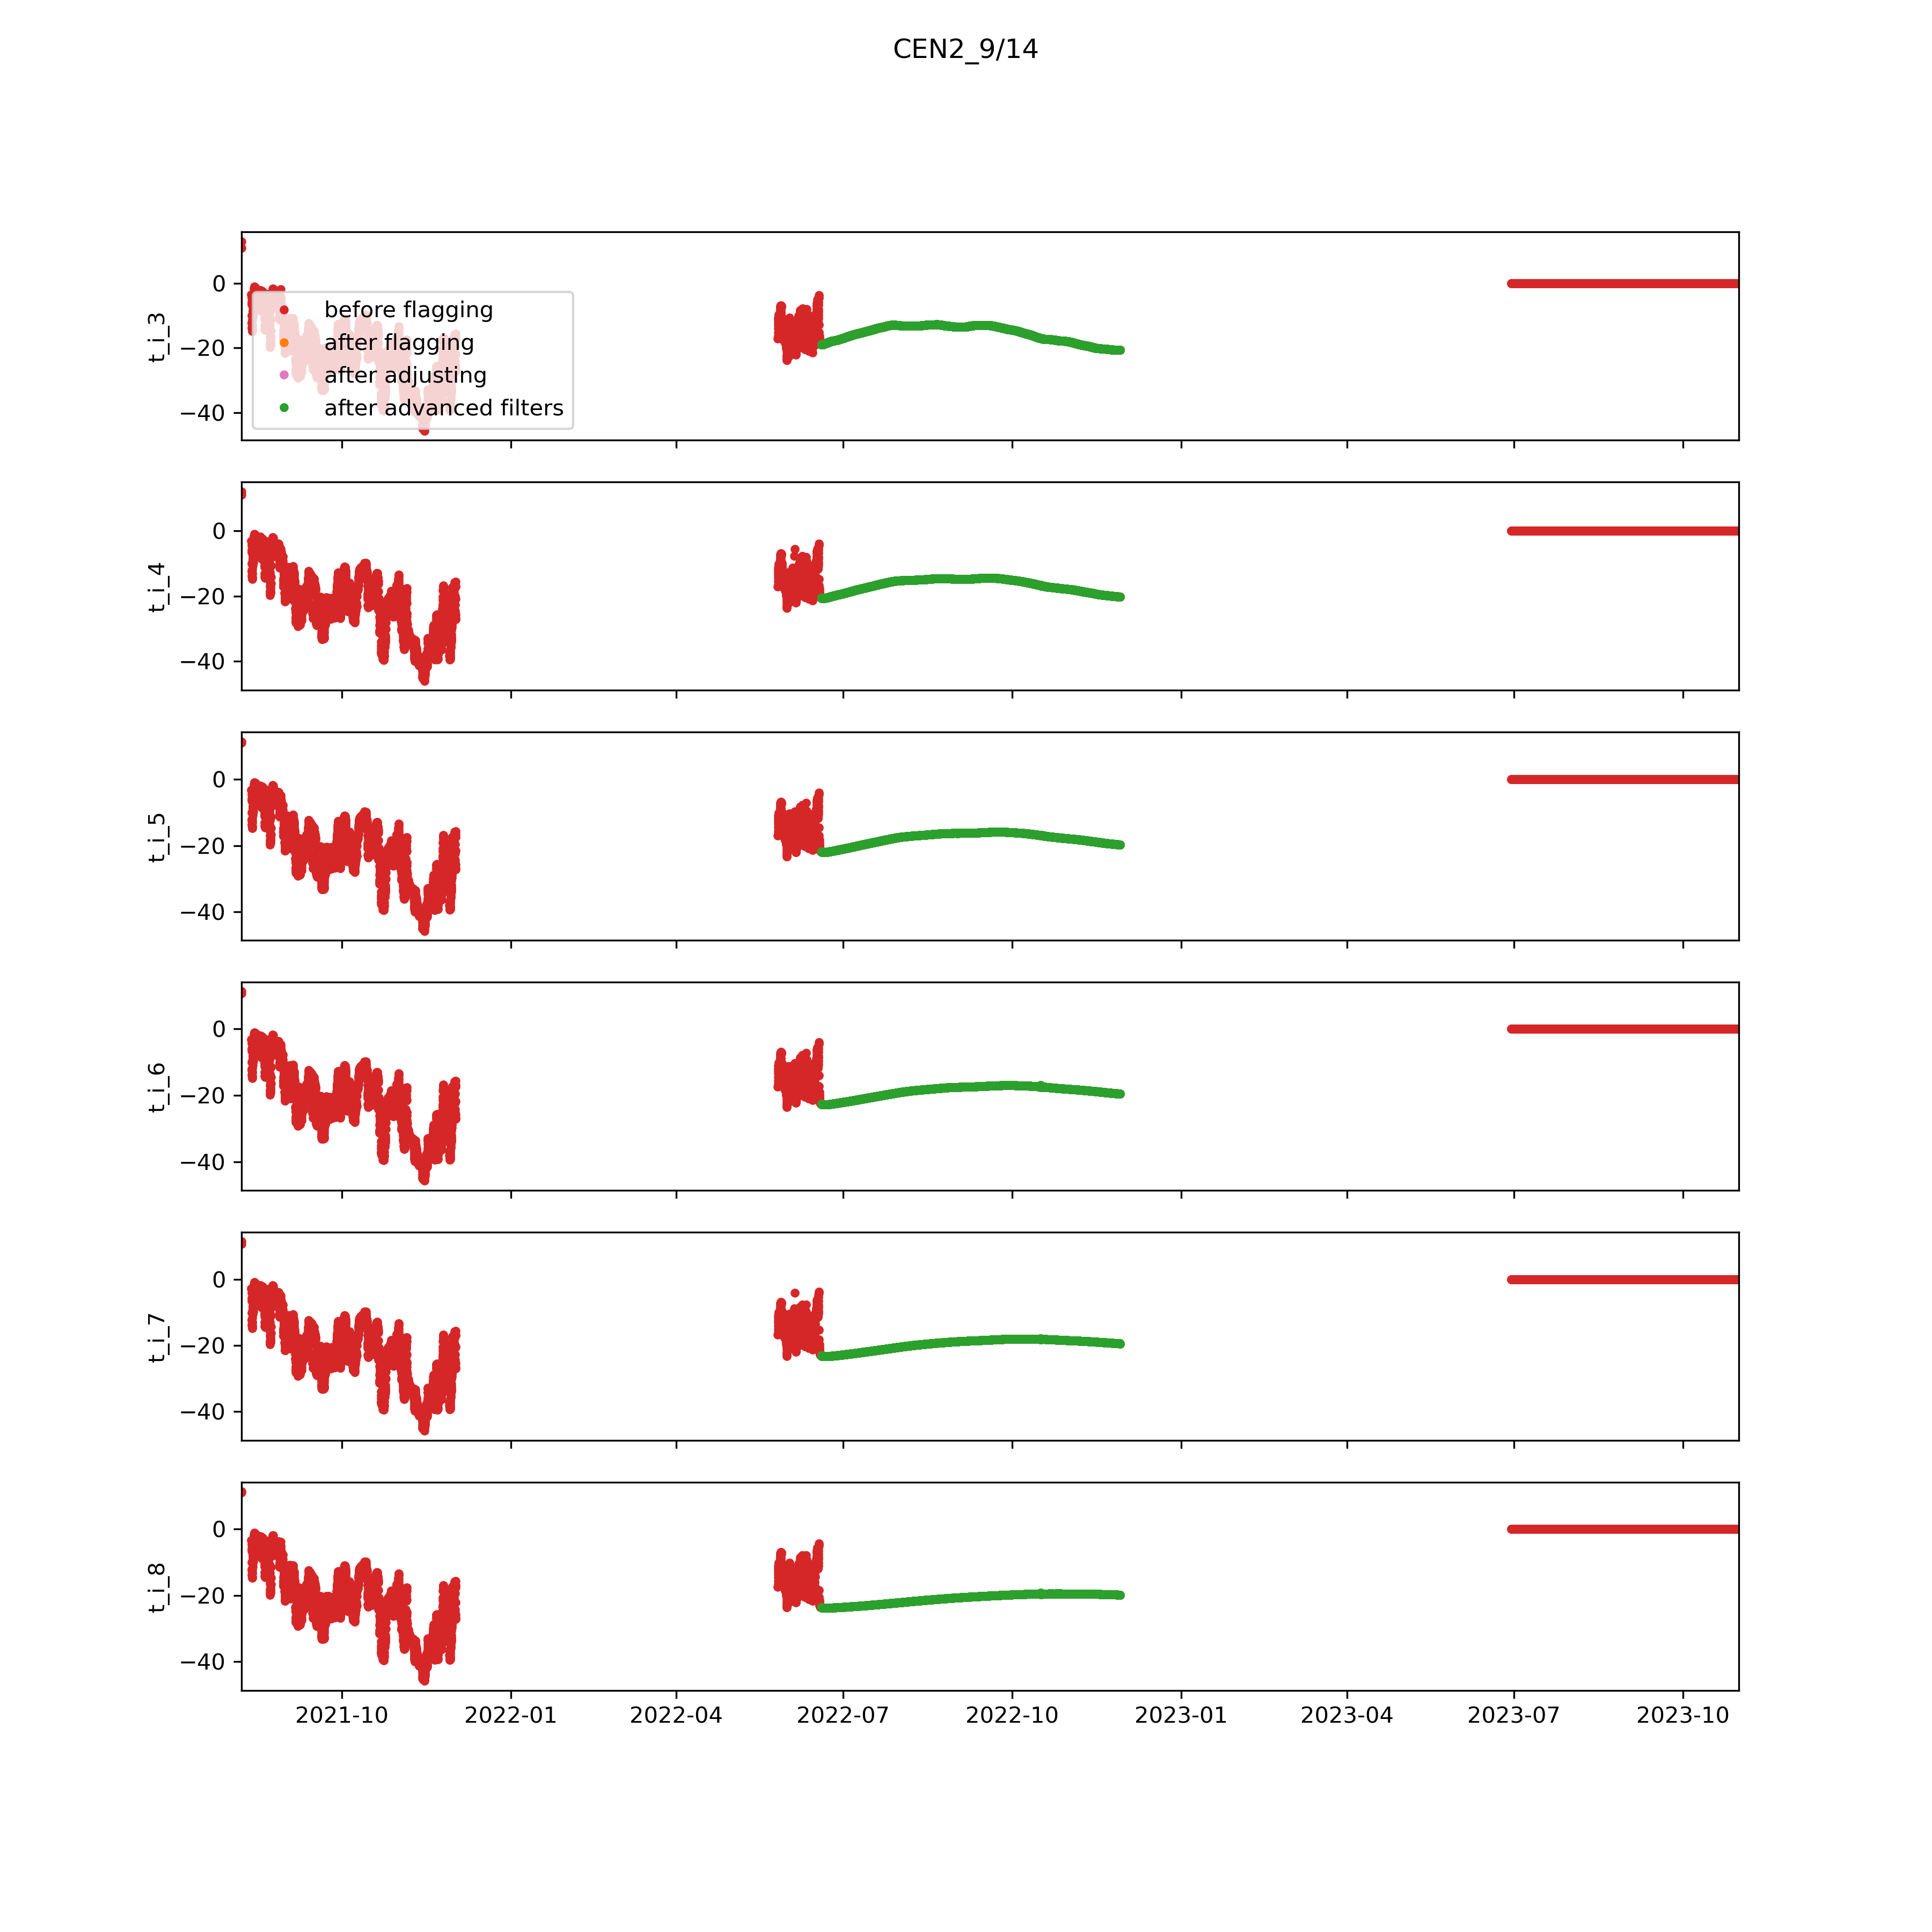 CEN2_9/14
t_i_3
0
−20
−40
before flagging
after flagging
after adjusting
after advanced filters
t_i_4
0
−20
−40
t_i_5
0
−20
−40
t_i_6
0
−20
−40
t_i_7
0
−20
−40
t_i_8
0
−20
−40
2021-10 2022-01 2022-04 2022-07 2022-10 2023-01 2023-04 2023-07 2023-10